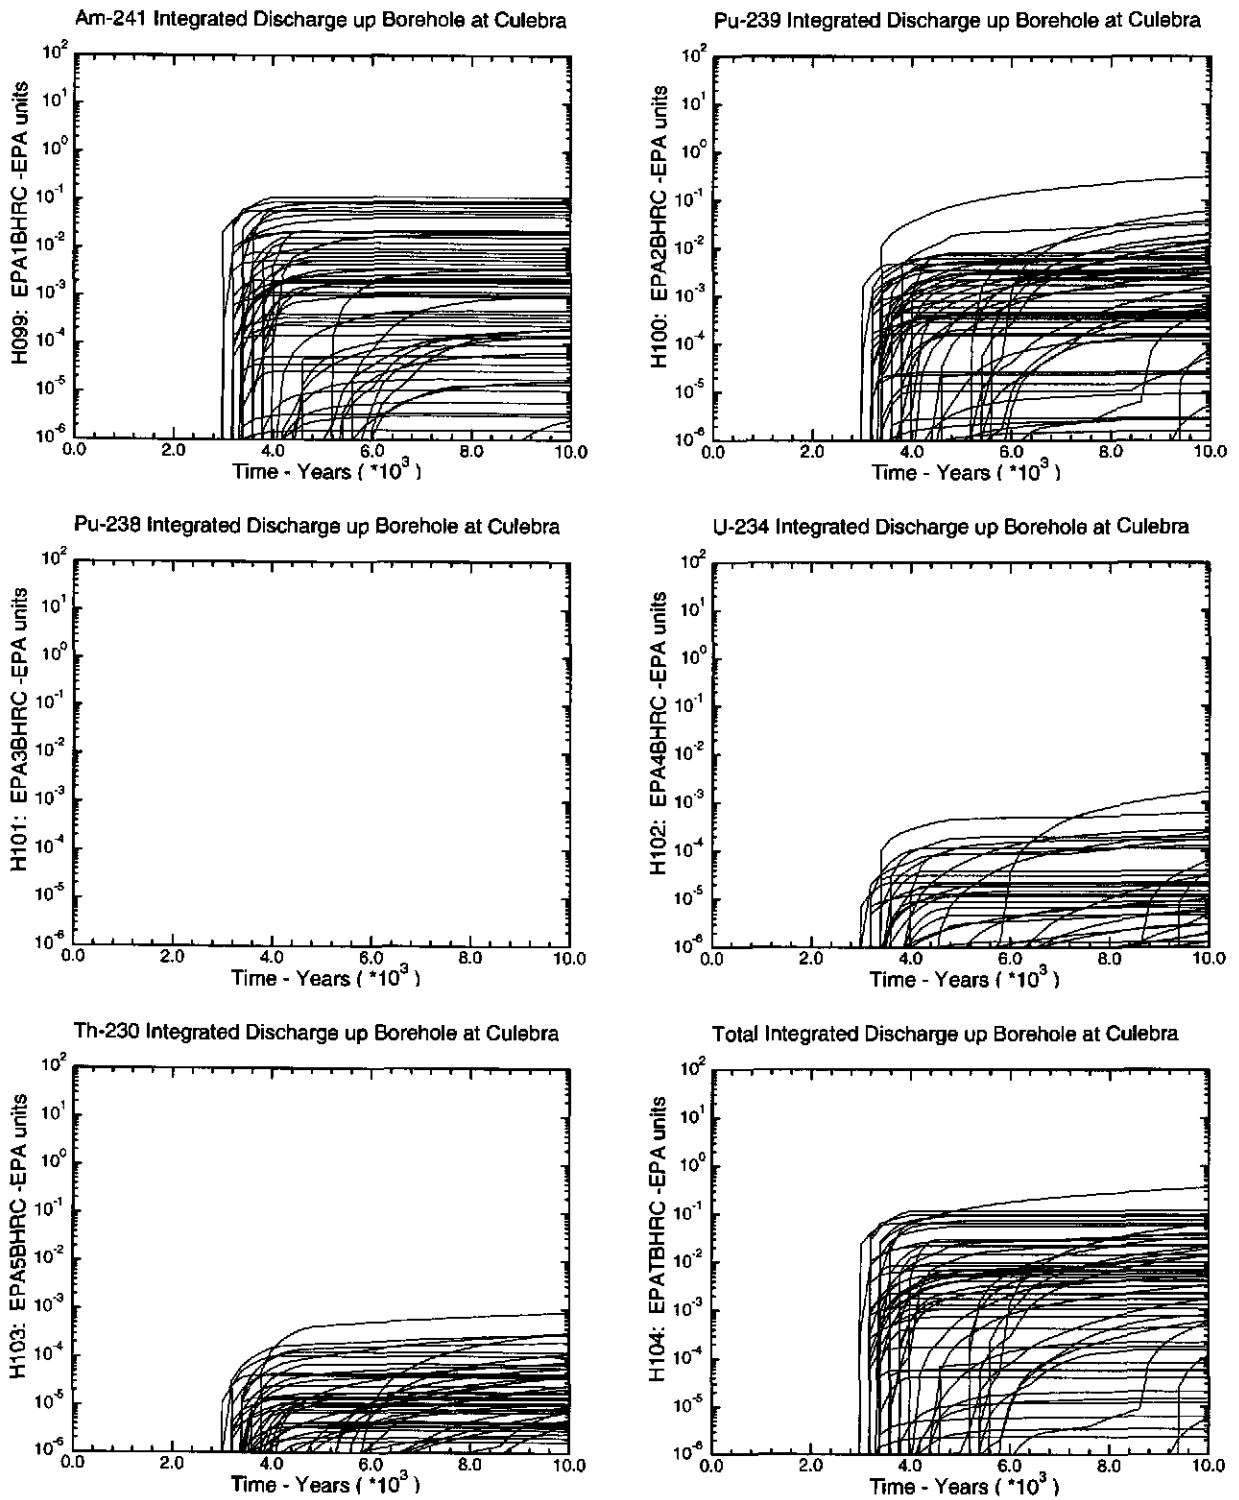 Am-241 Integrated Discharge up Borehole at Culebra
H099: EPA1BHRC -EPA units
10^2
10^1
10^0
10^-1
10^-2
10^-3
10^-4
10^-5
10^-6
0.0 2.0 4.0 6.0 8.0 10.0
Time - Years ( *10^3 )
Pu-239 Integrated Discharge up Borehole at Culebra
H100: EPA2BHRC -EPA units
10^2
10^1
10^0
10^-1
10^-2
10^-3
10^-4
10^-5
10^-6
0.0 2.0 4.0 6.0 8.0 10.0
Time - Years ( *10^3 )
Pu-238 Integrated Discharge up Borehole at Culebra
H101: EPA3BHRC -EPA units
10^2
10^1
10^0
10^-1
10^-2
10^-3
10^-4
10^-5
10^-6
0.0 2.0 4.0 6.0 8.0 10.0
Time - Years ( *10^3 )
U-234 Integrated Discharge up Borehole at Culebra
H102: EPA4BHRC -EPA units
10^2
10^1
10^0
10^-1
10^-2
10^-3
10^-4
10^-5
10^-6
0.0 2.0 4.0 6.0 8.0 10.0
Time - Years ( *10^3 )
Th-230 Integrated Discharge up Borehole at Culebra
H103: EPA5BHRC -EPA units
10^2
10^1
10^0
10^-1
10^-2
10^-3
10^-4
10^-5
10^-6
0.0 2.0 4.0 6.0 8.0 10.0
Time - Years ( *10^3 )
Total Integrated Discharge up Borehole at Culebra
H104: EPATBHRC -EPA units
10^2
10^1
10^0
10^-1
10^-2
10^-3
10^-4
10^-5
10^-6
0.0 2.0 4.0 6.0 8.0 10.0
Time - Years ( *10^3 )